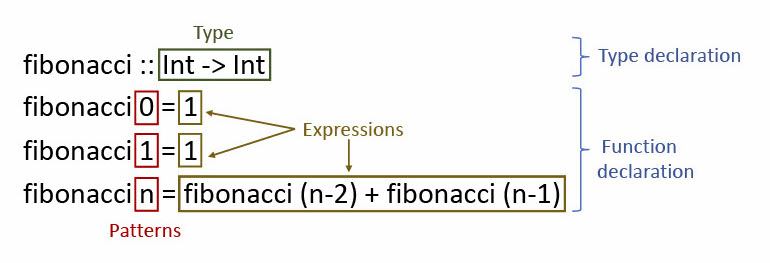 Type
fibonacci :: Int -> Int
Type declaration
fibonacci 0 = 1
fibonacci 1 = 1
fibonacci n = fibonacci (n-2) + fibonacci (n-1)
Expressions
Patterns
Function
declaration